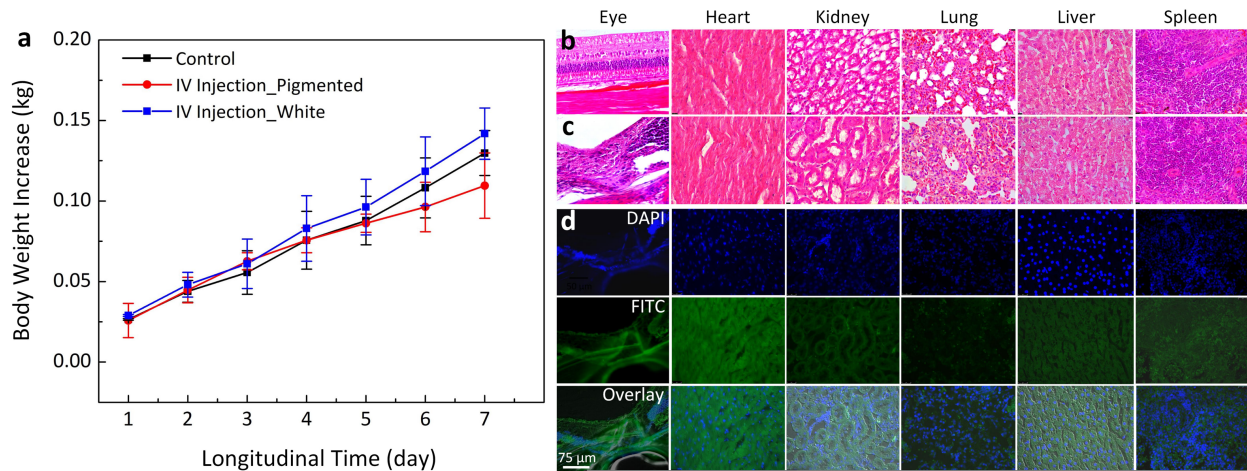 a
Body Weight Increase (kg)
0.20
0.15
0.10
0.05
0.00
Control
IV Injection_Pigmented
IV Injection_White
1 2 3 4 5 6 7
Longitudinal Time (day)
Eye Heart Kidney Lung Liver Spleen
b
c
d
DAPI
FITC
Overlay
75 μm